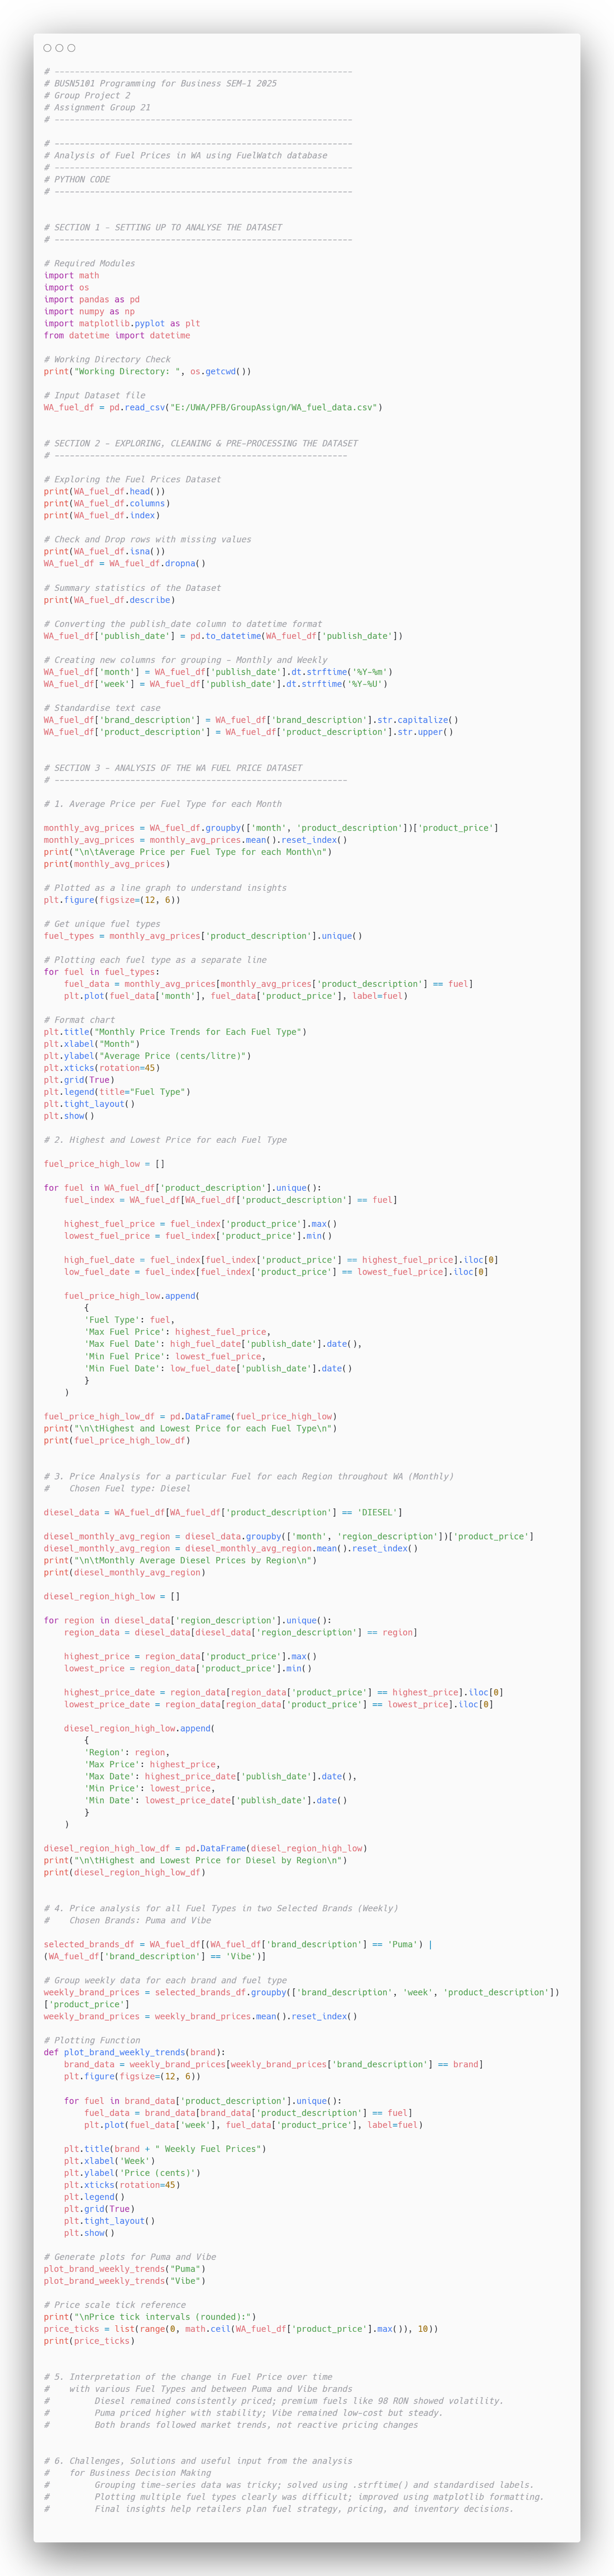 # -----------------------------------------------------------
# BUSN5101 Programming for Business SEM-1 2025
# Group Project 2
# Assignment Group 21
# -----------------------------------------------------------
# -----------------------------------------------------------
# Analysis of Fuel Prices in WA using FuelWatch database
# -----------------------------------------------------------
# PYTHON CODE
# -----------------------------------------------------------
# SECTION 1 - SETTING UP TO ANALYSE THE DATASET
# -----------------------------------------------------------
# Required Modules
import math
import os
import pandas as pd
import numpy as np
import matplotlib.pyplot as plt
from datetime import datetime
# Working Directory Check
print("Working Directory: ", os.getcwd())
# Input Dataset file
WA_fuel_df = pd.read_csv("E:/UWA/PFB/GroupAssign/WA_fuel_data.csv")
# SECTION 2 - EXPLORING, CLEANING & PRE-PROCESSING THE DATASET
# ----------------------------------------------------------
# Exploring the Fuel Prices Dataset
print(WA_fuel_df.head())
print(WA_fuel_df.columns)
print(WA_fuel_df.index)
# Check and Drop rows with missing values
print(WA_fuel_df.isna())
WA_fuel_df = WA_fuel_df.dropna()
# Summary statistics of the Dataset
print(WA_fuel_df.describe)
# Converting the publish_date column to datetime format
WA_fuel_df['publish_date'] = pd.to_datetime(WA_fuel_df['publish_date'])
# Creating new columns for grouping - Monthly and Weekly
WA_fuel_df['month'] = WA_fuel_df['publish_date'].dt.strftime('%Y-%m')
WA_fuel_df['week'] = WA_fuel_df['publish_date'].dt.strftime('%Y-%U')
# Standardise text case
WA_fuel_df['brand_description'] = WA_fuel_df['brand_description'].str.capitalize()
WA_fuel_df['product_description'] = WA_fuel_df['product_description'].str.upper()
# SECTION 3 - ANALYSIS OF THE WA FUEL PRICE DATASET
# ----------------------------------------------------------
# 1. Average Price per Fuel Type for each Month
monthly_avg_prices = WA_fuel_df.groupby(['month', 'product_description'])['product_price']
monthly_avg_prices = monthly_avg_prices.mean().reset_index()
print("\n\tAverage Price per Fuel Type for each Month\n")
print(monthly_avg_prices)
# Plotted as a line graph to understand insights
plt.figure(figsize=(12, 6))
# Get unique fuel types
fuel_types = monthly_avg_prices['product_description'].unique()
# Plotting each fuel type as a separate line
for fuel in fuel_types:
    fuel_data = monthly_avg_prices[monthly_avg_prices['product_description'] == fuel]
    plt.plot(fuel_data['month'], fuel_data['product_price'], label=fuel)
# Format chart
plt.title("Monthly Price Trends for Each Fuel Type")
plt.xlabel("Month")
plt.ylabel("Average Price (cents/litre)")
plt.xticks(rotation=45)
plt.grid(True)
plt.legend(title="Fuel Type")
plt.tight_layout()
plt.show()
# 2. Highest and Lowest Price for each Fuel Type
fuel_price_high_low = []
for fuel in WA_fuel_df['product_description'].unique():
    fuel_index = WA_fuel_df[WA_fuel_df['product_description'] == fuel]
    highest_fuel_price = fuel_index['product_price'].max()
    lowest_fuel_price = fuel_index['product_price'].min()
    high_fuel_date = fuel_index[fuel_index['product_price'] == highest_fuel_price].iloc[0]
    low_fuel_date = fuel_index[fuel_index['product_price'] == lowest_fuel_price].iloc[0]
    fuel_price_high_low.append(
        {
        'Fuel Type': fuel,
        'Max Fuel Price': highest_fuel_price,
        'Max Fuel Date': high_fuel_date['publish_date'].date(),
        'Min Fuel Price': lowest_fuel_price,
        'Min Fuel Date': low_fuel_date['publish_date'].date()
        }
    )
fuel_price_high_low_df = pd.DataFrame(fuel_price_high_low)
print("\n\tHighest and Lowest Price for each Fuel Type\n")
print(fuel_price_high_low_df)
# 3. Price Analysis for a particular Fuel for each Region throughout WA (Monthly)
#    Chosen Fuel type: Diesel
diesel_data = WA_fuel_df[WA_fuel_df['product_description'] == 'DIESEL']
diesel_monthly_avg_region = diesel_data.groupby(['month', 'region_description'])['product_price']
diesel_monthly_avg_region = diesel_monthly_avg_region.mean().reset_index()
print("\n\tMonthly Average Diesel Prices by Region\n")
print(diesel_monthly_avg_region)
diesel_region_high_low = []
for region in diesel_data['region_description'].unique():
    region_data = diesel_data[diesel_data['region_description'] == region]
    highest_price = region_data['product_price'].max()
    lowest_price = region_data['product_price'].min()
    highest_price_date = region_data[region_data['product_price'] == highest_price].iloc[0]
    lowest_price_date = region_data[region_data['product_price'] == lowest_price].iloc[0]
    diesel_region_high_low.append(
        {
        'Region': region,
        'Max Price': highest_price,
        'Max Date': highest_price_date['publish_date'].date(),
        'Min Price': lowest_price,
        'Min Date': lowest_price_date['publish_date'].date()
        }
    )
diesel_region_high_low_df = pd.DataFrame(diesel_region_high_low)
print("\n\tHighest and Lowest Price for Diesel by Region\n")
print(diesel_region_high_low_df)
# 4. Price analysis for all Fuel Types in two Selected Brands (Weekly)
#    Chosen Brands: Puma and Vibe
selected_brands_df = WA_fuel_df[(WA_fuel_df['brand_description'] == 'Puma') |
(WA_fuel_df['brand_description'] == 'Vibe')]
# Group weekly data for each brand and fuel type
weekly_brand_prices = selected_brands_df.groupby(['brand_description', 'week', 'product_description'])
['product_price']
weekly_brand_prices = weekly_brand_prices.mean().reset_index()
# Plotting Function
def plot_brand_weekly_trends(brand):
    brand_data = weekly_brand_prices[weekly_brand_prices['brand_description'] == brand]
    plt.figure(figsize=(12, 6))
    for fuel in brand_data['product_description'].unique():
        fuel_data = brand_data[brand_data['product_description'] == fuel]
        plt.plot(fuel_data['week'], fuel_data['product_price'], label=fuel)
    plt.title(brand + " Weekly Fuel Prices")
    plt.xlabel('Week')
    plt.ylabel('Price (cents)')
    plt.xticks(rotation=45)
    plt.legend()
    plt.grid(True)
    plt.tight_layout()
    plt.show()
# Generate plots for Puma and Vibe
plot_brand_weekly_trends("Puma")
plot_brand_weekly_trends("Vibe")
# Price scale tick reference
print("\nPrice tick intervals (rounded):")
price_ticks = list(range(0, math.ceil(WA_fuel_df['product_price'].max()), 10))
print(price_ticks)
# 5. Interpretation of the change in Fuel Price over time
#    with various Fuel Types and between Puma and Vibe brands
#         Diesel remained consistently priced; premium fuels like 98 RON showed volatility.
#         Puma priced higher with stability; Vibe remained low-cost but steady.
#         Both brands followed market trends, not reactive pricing changes
# 6. Challenges, Solutions and useful input from the analysis
#    for Business Decision Making
#         Grouping time-series data was tricky; solved using .strftime() and standardised labels.
#         Plotting multiple fuel types clearly was difficult; improved using matplotlib formatting.
#         Final insights help retailers plan fuel strategy, pricing, and inventory decisions.